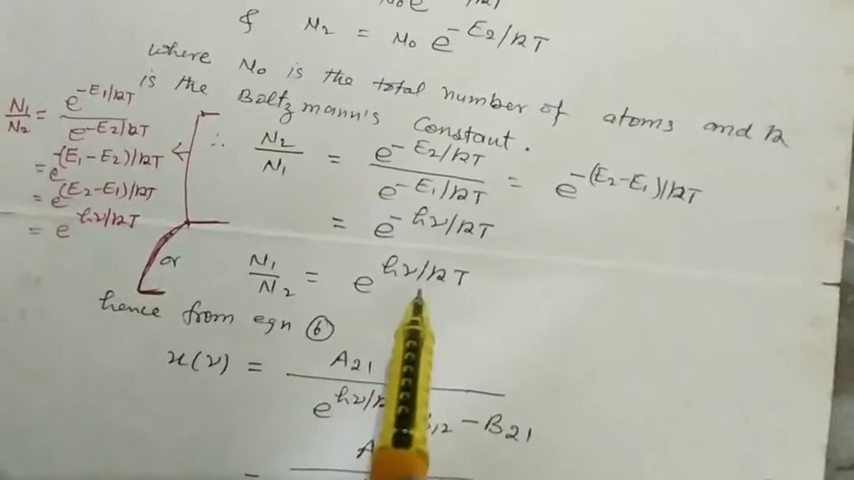 N₀e
& N₂ = N₀ e^-E2/kT
where N₀ is the total number of atoms and k
is the Boltzmann's Constant.
∴ N₂/N₁ = e^-E2/kT / e^-E1/kT = e^-(E2-E1)/kT
= e^-hν/kT
or N₁/N₂ = e^hν/kT
N₁/N₂ = e^-E1/kT / e^-E2/kT
= e^-(E1-E2)/kT
= e^(E2-E1)/kT
= e^hν/kT
hence from eqn ⑥
u(ν) = A21 / e^hν/k B12 - B21
= A